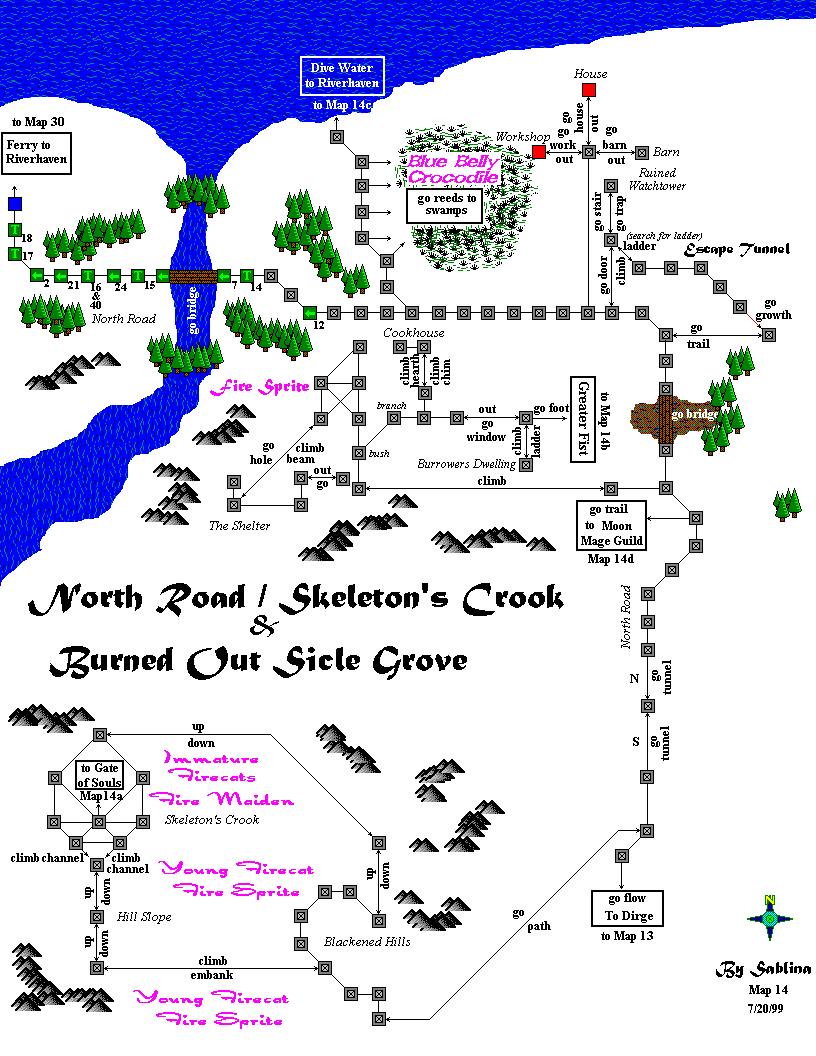 Dive Water
to Riverhaven
to Map 14c
to Map 30
Ferry to
Riverhaven
House
go
house
out
Workshop
go
work
out
go
barn
out
Barn
Blue Belly
Crocodile
go reeds to
swamps
Ruined
Watchtower
go stair
go trap
(search for ladder)
ladder
climb
go door
Escape Tunnel
go
growth
go
trail
18
17
2
21
16
&
40
24
15
7
14
12
T
T
T
T
T
North Road
go bridge
Cookhouse
climb
hearth
climb
chim
Fire Sprite
branch
out
go
window
go foot
Greater Fist
to Map 14b
climb
ladder
Burrowers Dwelling
bush
go
hole
climb
beam
out
go
The Shelter
climb
go bridge
go trail
to Moon
Mage Guild
Map 14d
North Road / Skeleton's Crook
&
Burned Out Sicle Grove
North Road
N
go
tunnel
S
go
tunnel
up
down
Immature
Firecats
Fire Maiden
to Gate
of Souls
Map14a
Skeleton's Crook
climb channel
climb
channel
Young Firecat
Fire Sprite
up
down
up
down
Hill Slope
up
down
Blackened Hills
climb
embank
Young Firecat
Fire Sprite
go
path
go flow
To Dirge
to Map 13
N
By Sablina
Map 14
7/20/99